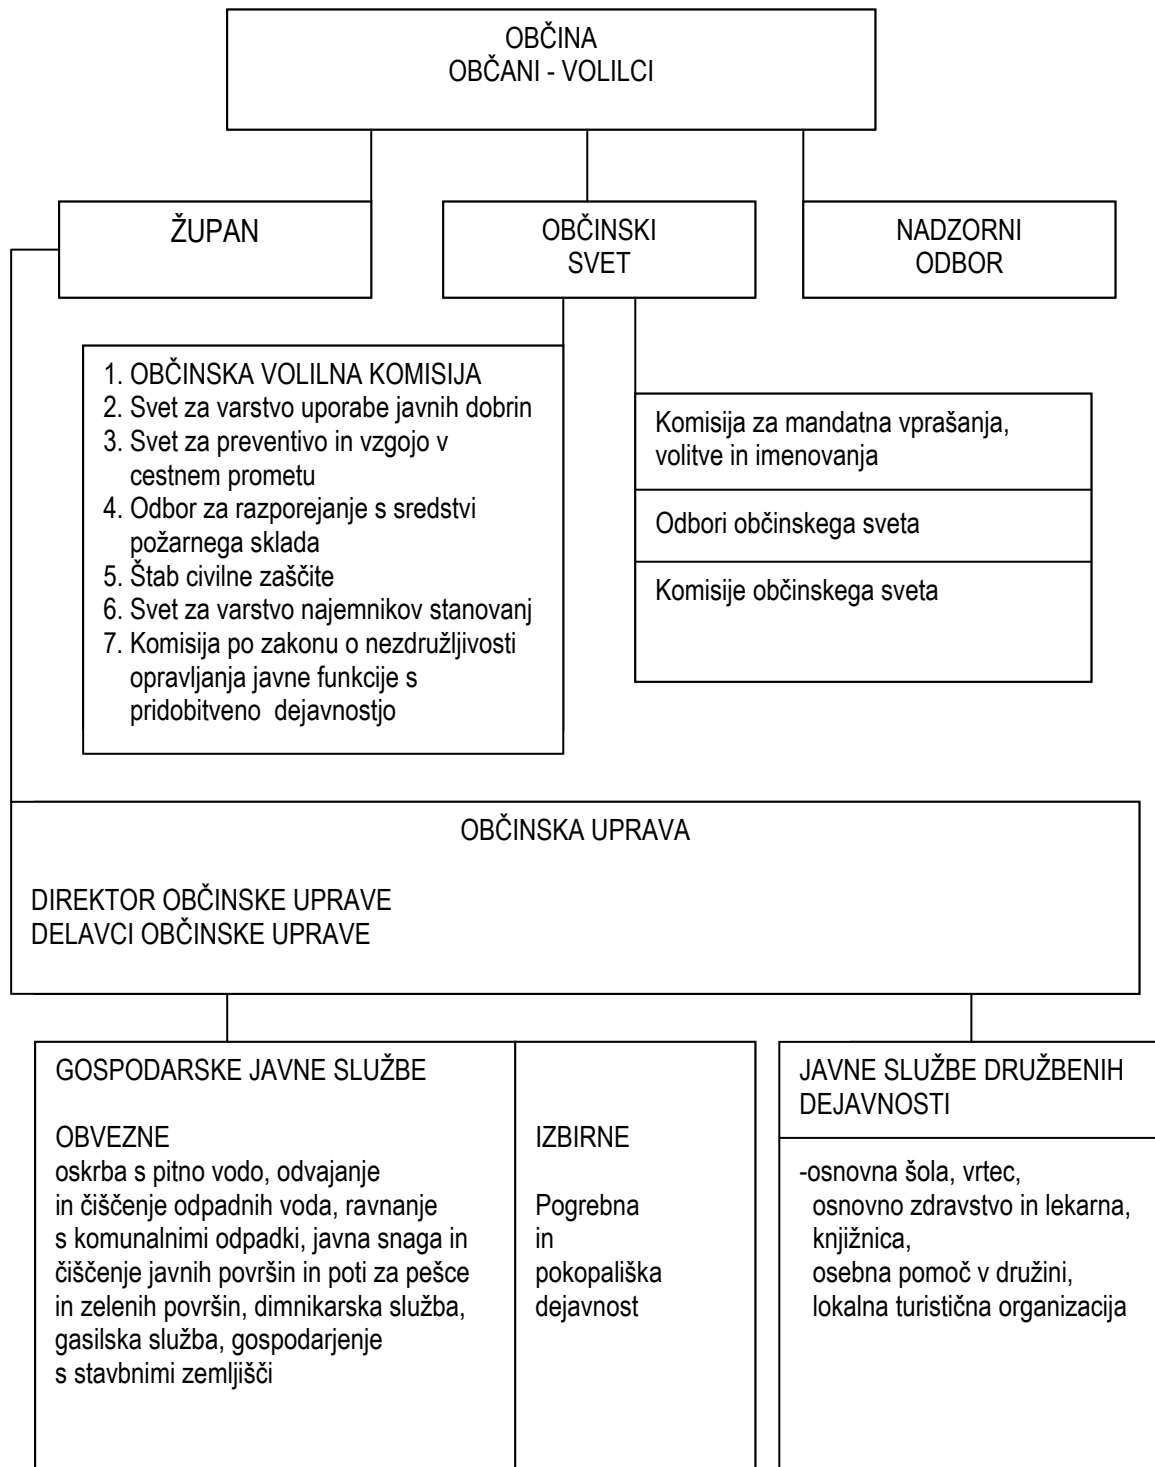 OBČINA
OBČANI - VOLILCI
ŽUPAN
OBČINSKI
SVET
NADZORNI
ODBOR
1. OBČINSKA VOLILNA KOMISIJA
2. Svet za varstvo uporabe javnih dobrin
3. Svet za preventivo in vzgojo v
cestnem prometu
4. Odbor za razporejanje s sredstvi
požarnega sklada
5. Štab civilne zaščite
6. Svet za varstvo najemnikov stanovanj
7. Komisija po zakonu o nezdružljivosti
opravljanja javne funkcije s
pridobitveno dejavnostjo
Komisija za mandatna vprašanja,
volitve in imenovanja
Odbori občinskega sveta
Komisije občinskega sveta
OBČINSKA UPRAVA
DIREKTOR OBČINSKE UPRAVE
DELAVCI OBČINSKE UPRAVE
GOSPODARSKE JAVNE SLUŽBE
OBVEZNE
oskrba s pitno vodo, odvajanje
in čiščenje odpadnih voda, ravnanje
s komunalnimi odpadki, javna snaga in
čiščenje javnih površin in poti za pešce
in zelenih površin, dimnikarska služba,
gasilska služba, gospodarjenje
s stavbnimi zemljišči
IZBIRNE
Pogrebna
in
pokopališka
dejavnost
JAVNE SLUŽBE DRUŽBENIH
DEJAVNOSTI
-osnovna šola, vrtec,
osnovno zdravstvo in lekarna,
knjižnica,
osebna pomoč v družini,
lokalna turistična organizacija